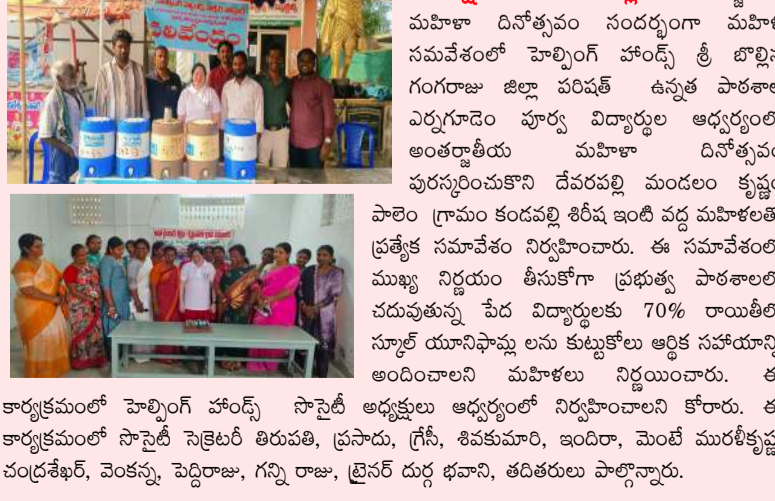 చలివేంద్రం
మహిళా దినోత్సవం సందర్భంగా మహిళ
సమవేశంలో హెల్పింగ్ హాండ్స్ శ్రీ బొల్లిన
గంగరాజు జిల్లా పరిషత్ ఉన్నత పాఠశాల
ఎర్నగూడెం పూర్వ విద్యార్థుల ఆధ్వర్యంలో
అంతర్జాతీయ మహిళా దినోత్సవం
పురస్కరించుకొని దేవరపల్లి మండలం కృష్ణం
పాలెం గ్రామం కండవల్లి శిరీష ఇంటి వద్ద మహిళలతో
ప్రత్యేక సమావేశం నిర్వహించారు. ఈ సమావేశంలో
ముఖ్య నిర్ణయం తీసుకోగా ప్రభుత్వ పాఠశాలలో
చదువుతున్న పేద విద్యార్థులకు 70% రాయితీలో
స్కూల్ యూనిఫామ్ల లను కుట్టుకోలు ఆర్థిక సహాయాన్ని
అందించాలని మహిళలు నిర్ణయించారు. ఈ
కార్యక్రమంలో హెల్పింగ్ హాండ్స్ సొసైటీ అధ్యక్షులు ఆధ్వర్యంలో నిర్వహించాలని కోరారు. ఈ
కార్యక్రమంలో సొసైటీ సెక్రెటరీ తిరుపతి, ప్రసాదు, గ్రేసీ, శివకుమారి, ఇందిరా, మెంటే మురళీకృష్ణ
చంద్రశేఖర్, వెంకన్న, పెద్దిరాజు, గన్ని రాజు, ట్రైనర్ దుర్గ భవాని, తదితరులు పాల్గొన్నారు.